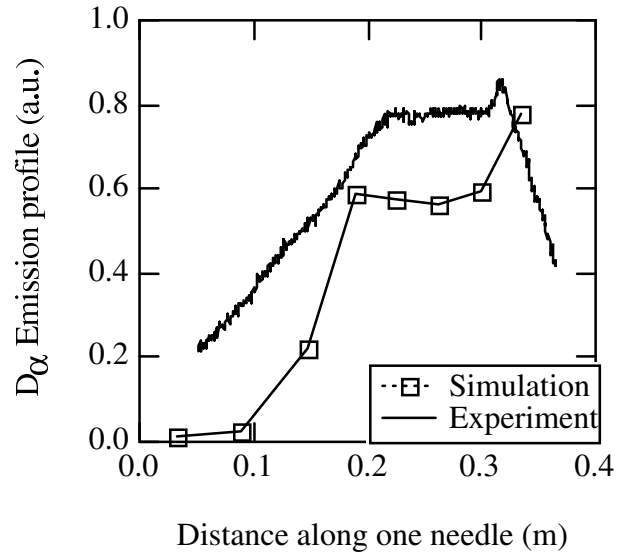 1.0
0.8
0.6
0.4
0.2
0.0
0.0 0.1 0.2 0.3 0.4
Dα Emission profile (a.u.)
Distance along one needle (m)
Simulation
Experiment